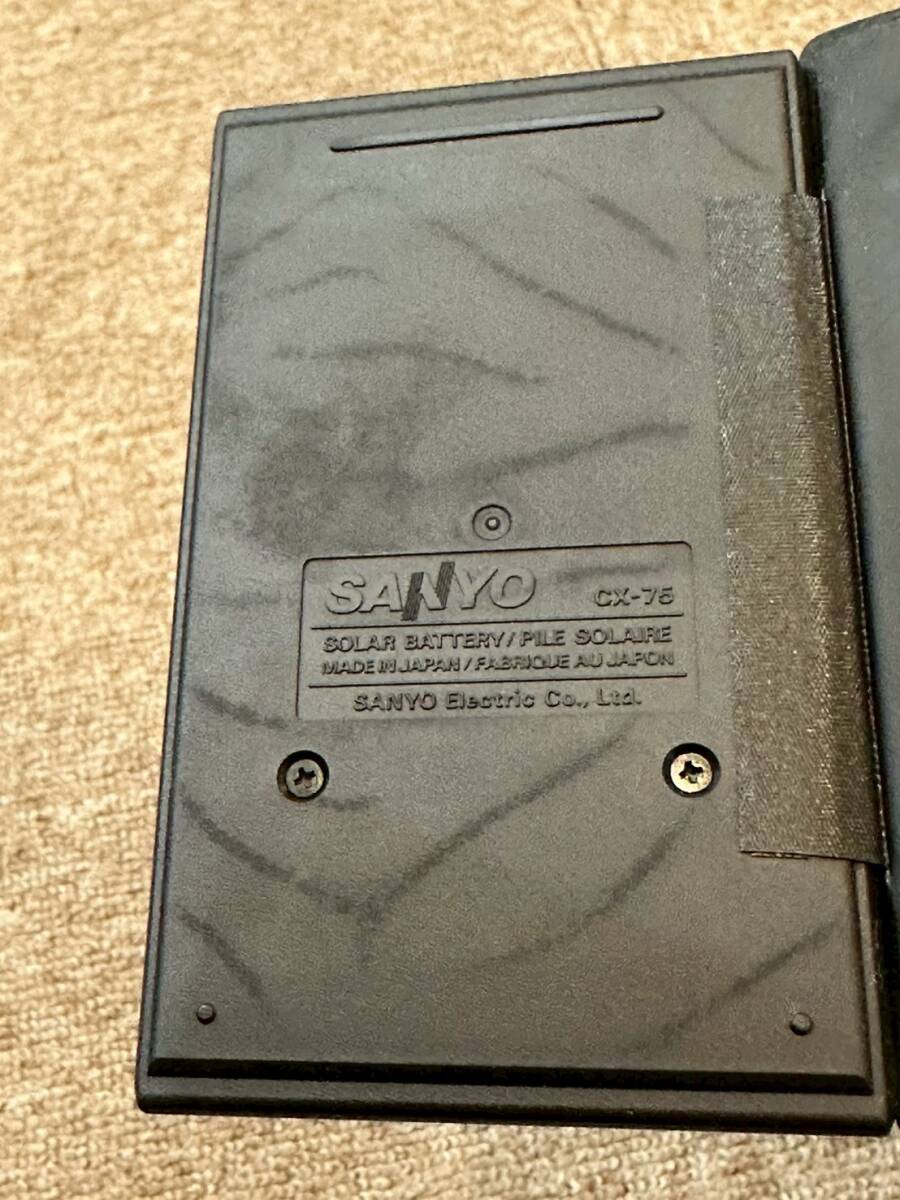 SANYO CX-75
SOLAR BATTERY/PILE SOLAIRE
MADE IN JAPAN/FABRIQUE AU JAPON
SANYO Electric Co., Ltd.